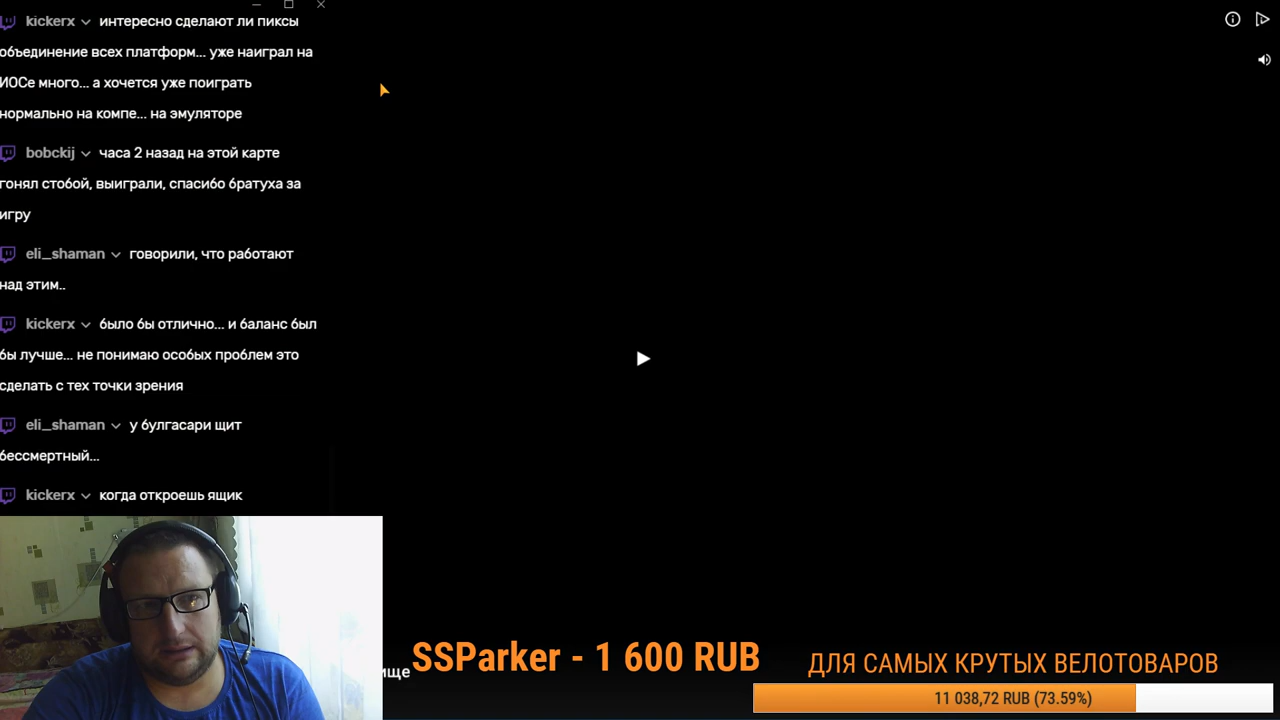 kickerx интересно сделают ли пиксы
объединение всех платформ... уже наиграл на
ИОСе много... а хочется уже поиграть
нормально на компе... на эмуляторе
bobckij часа 2 назад на этой карте
гонял стобой, выиграли, спасибо братуха за
игру
eli_shaman говорили, что работают
над этим..
kickerx было бы отлично... и баланс был
бы лучше... не понимаю особых проблем это
сделать с тех точки зрения
eli_shaman у булгасари щит
бессмертный...
kickerx когда откроешь ящик
ище
SSParker - 1 600 RUB
ДЛЯ САМЫХ КРУТЫХ ВЕЛОТОВАРОВ
11 038,72 RUB (73.59%)